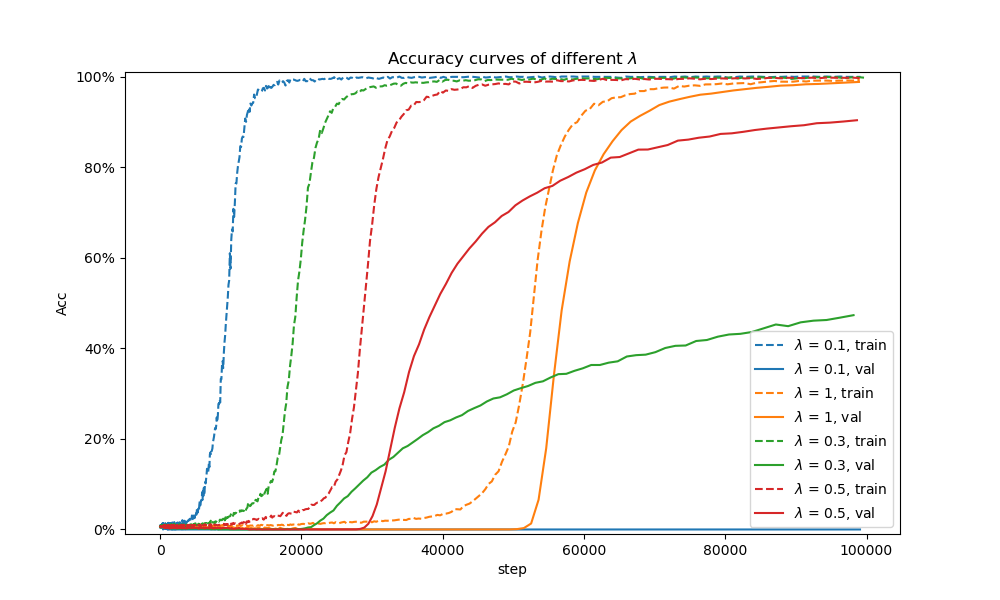 Accuracy curves of different λ
100%
80%
60%
40%
20%
0%
Acc
0
20000
40000
60000
80000
100000
step
λ = 0.1, train
λ = 0.1, val
λ = 1, train
λ = 1, val
λ = 0.3, train
λ = 0.3, val
λ = 0.5, train
λ = 0.5, val